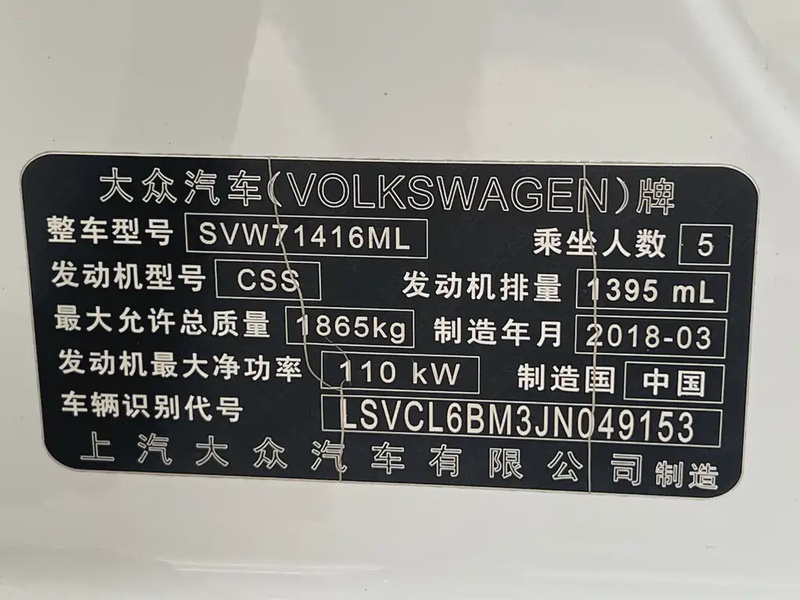 大众汽车(VOLKSWAGEN)牌
整车型号 SVW71416ML 乘坐人数 5
发动机型号 CSS 发动机排量 1395 mL
最大允许总质量 1865kg 制造年月 2018-03
发动机最大净功率 110 kW 制造国 中国
车辆识别代号 LSVCL6BM3JN049153
上汽大众汽车有限公司制造